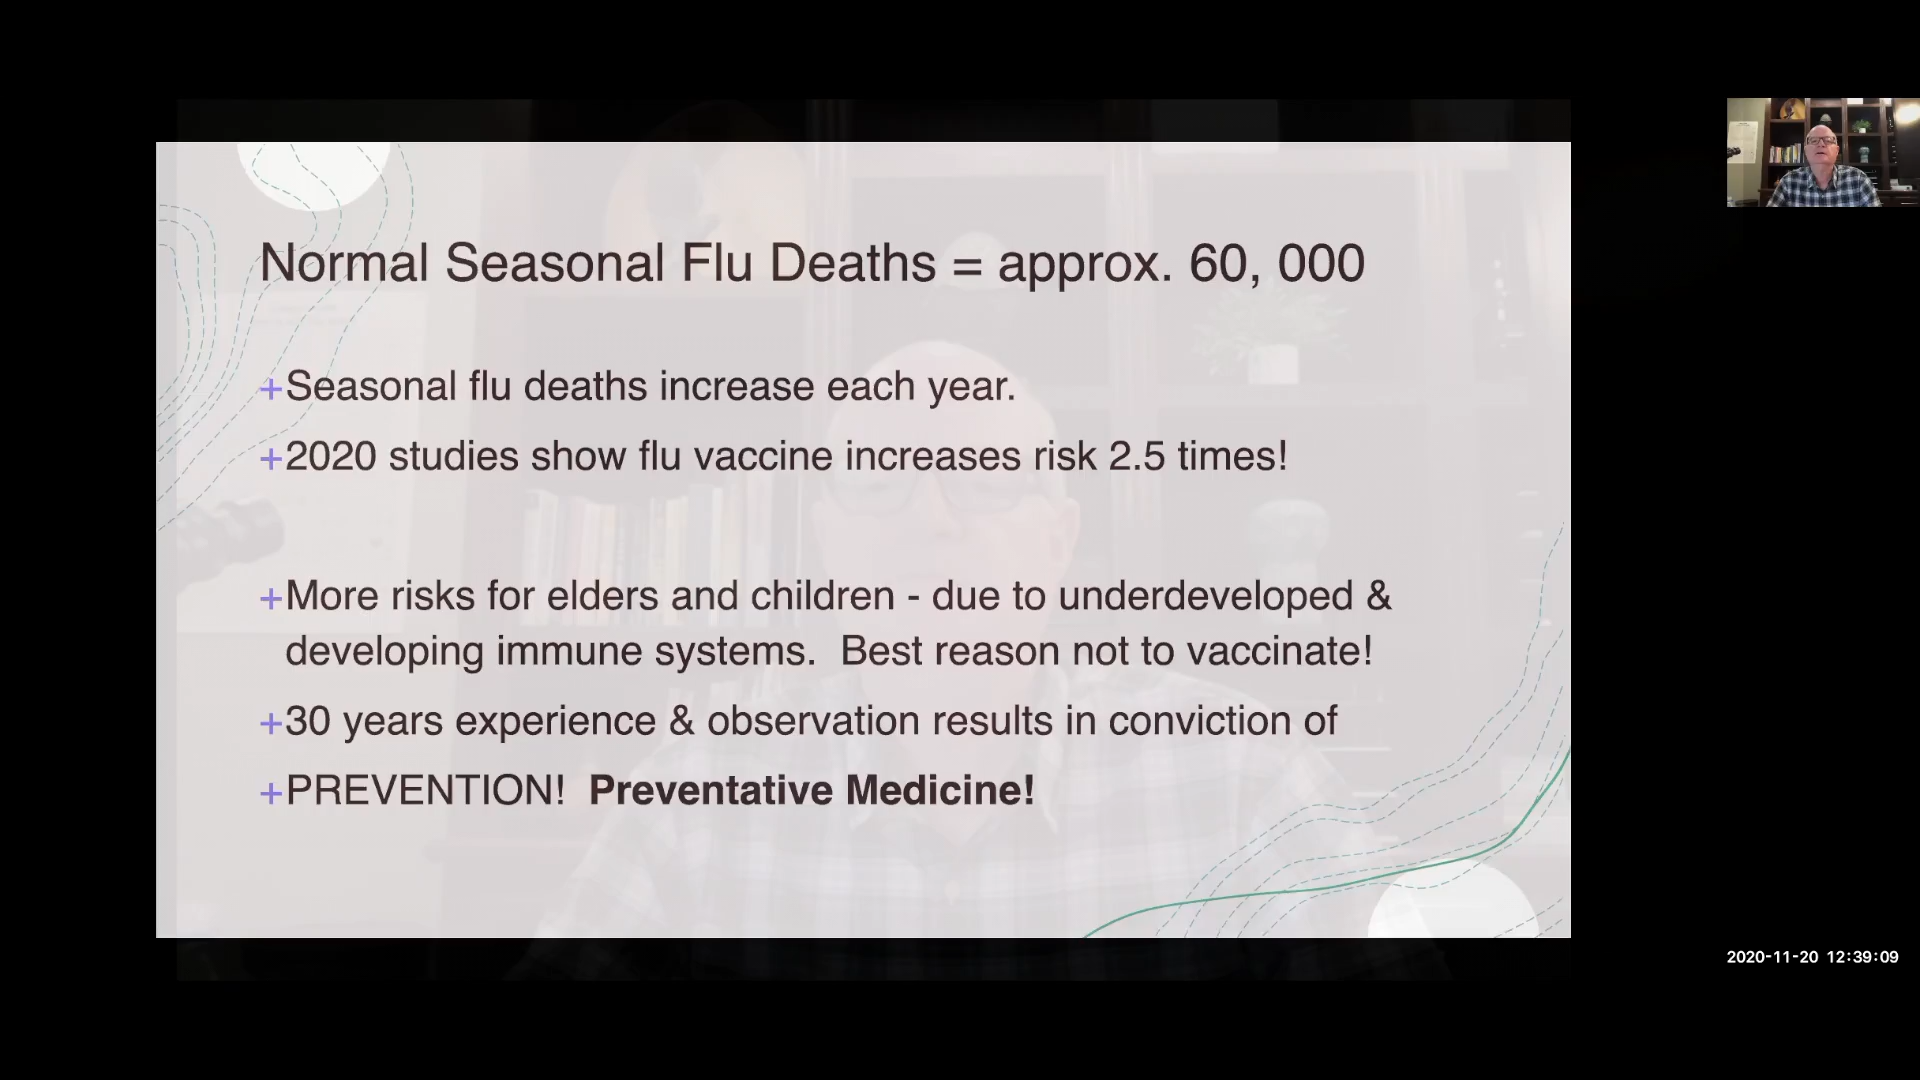 Normal Seasonal Flu Deaths = approx. 60, 000
+Seasonal flu deaths increase each year.
+2020 studies show flu vaccine increases risk 2.5 times!
+More risks for elders and children - due to underdeveloped &
developing immune systems.  Best reason not to vaccinate!
+30 years experience & observation results in conviction of
+PREVENTION!  Preventative Medicine!
2020-11-20 12:39:09